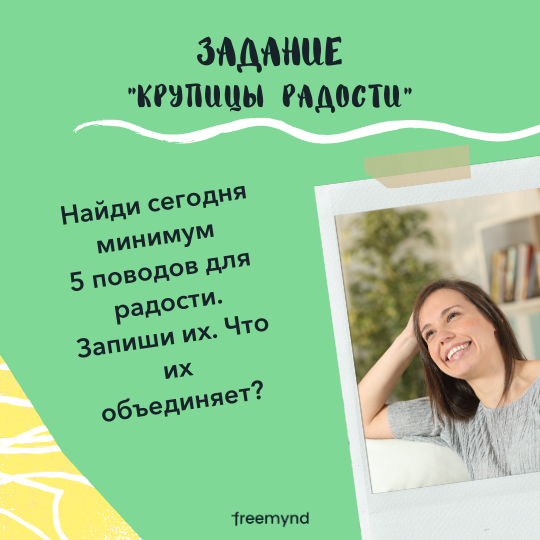 ЗАДАНИЕ
"КРУПИЦЫ РАДОСТИ"
Найди сегодня
минимум
5 поводов для
радости.
Запиши их. Что
их
объединяет?
freemynd